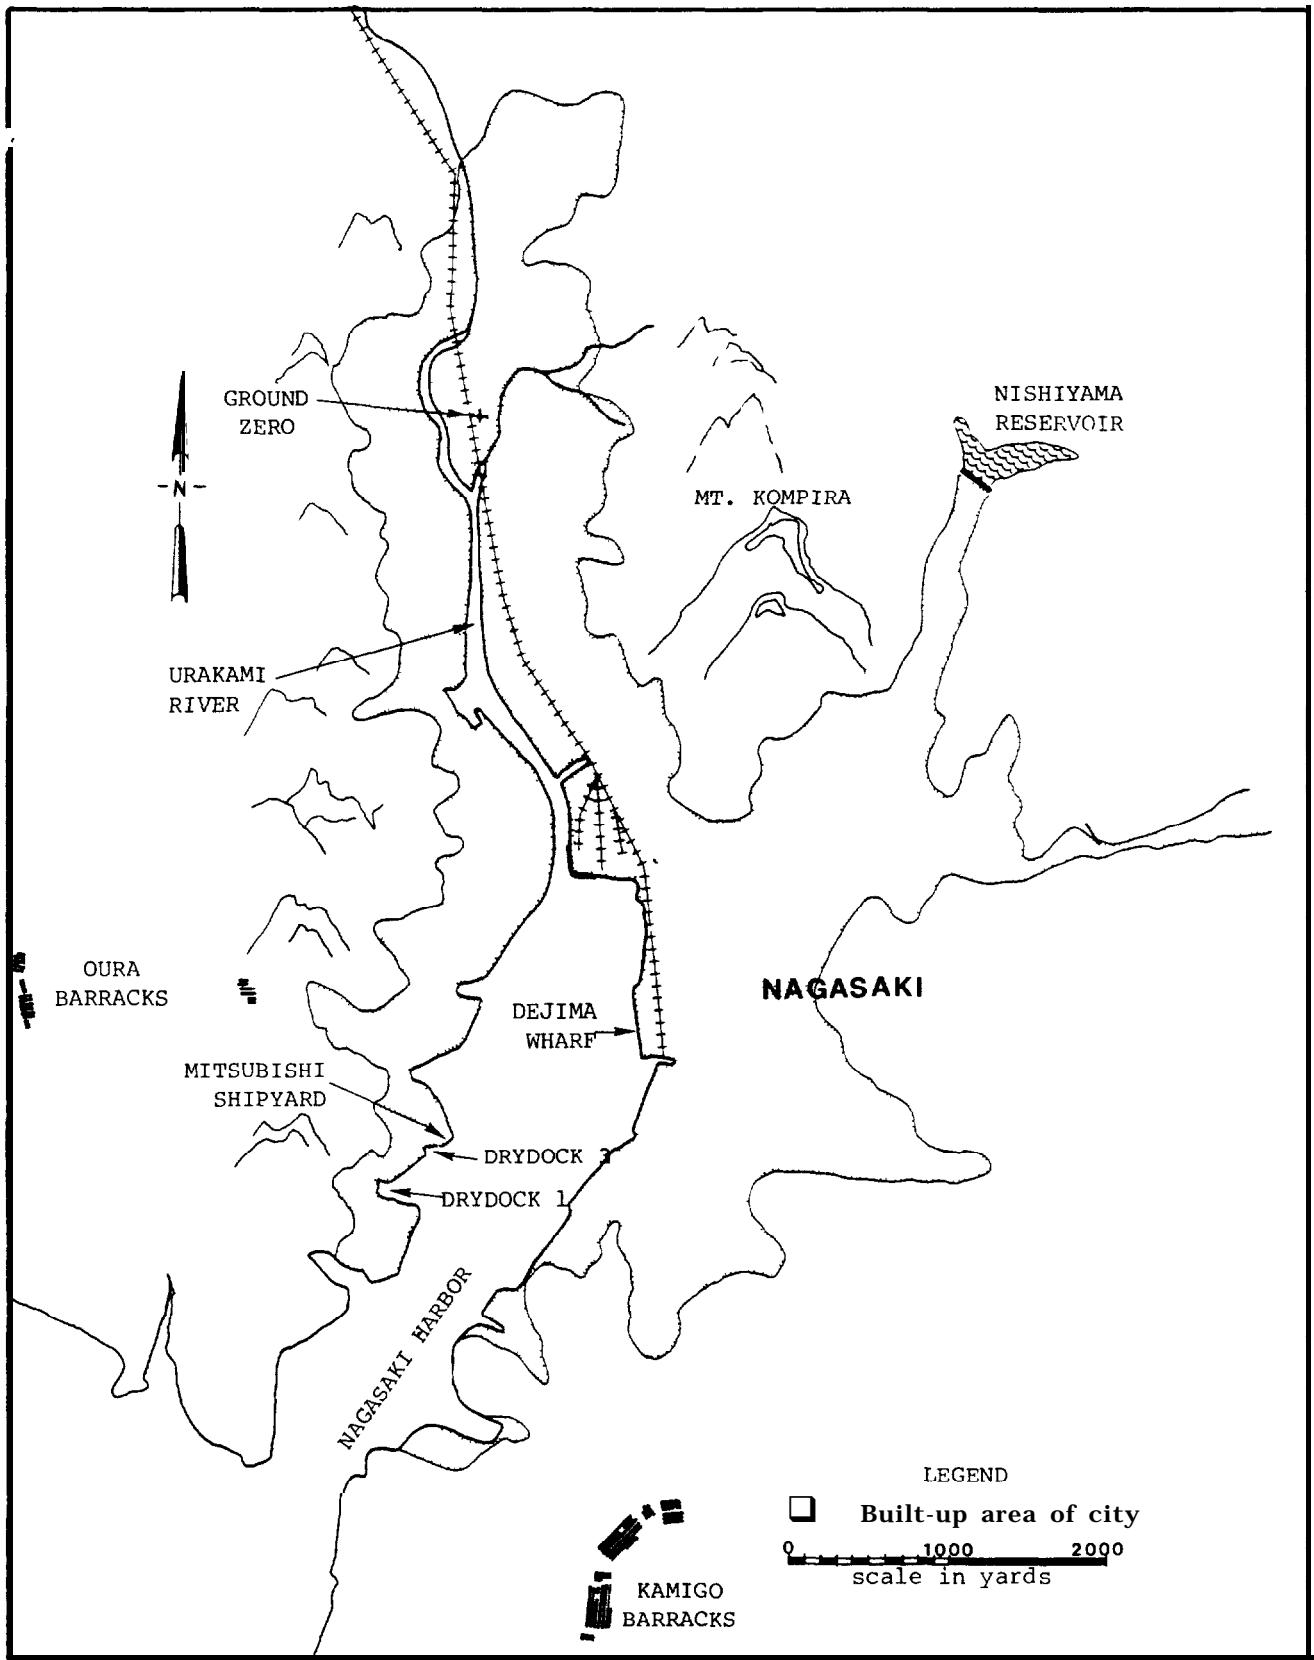 GROUND
ZERO
NISHIYAMA
RESERVOIR
-N-
MT. KOMPIRA
URAKAMI
RIVER
OURA
BARRACKS
NAGASAKI
DEJIMA
WHARF
MITSUBISHI
SHIPYARD
DRYDOCK 3
DRYDOCK 1
NAGASAKI HARBOR
LEGEND
Built-up area of city
0 1000 2000
scale in yards
KAMIGO
BARRACKS